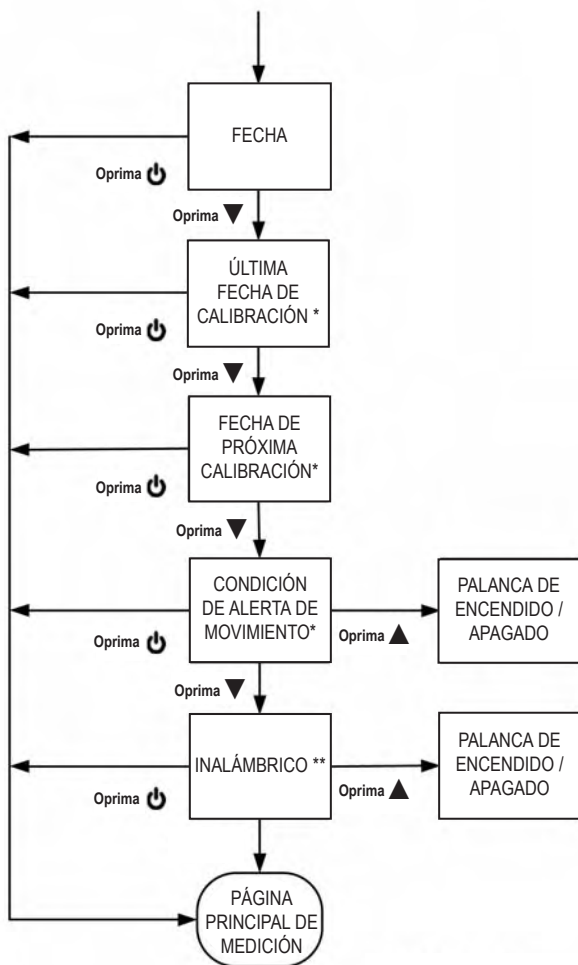 FECHA
Oprima
Oprima
ÚLTIMA
FECHA DE
CALIBRACIÓN *
Oprima
Oprima
FECHA DE
PRÓXIMA
CALIBRACIÓN*
Oprima
Oprima
CONDICIÓN
DE ALERTA DE
MOVIMIENTO*
Oprima
Oprima
PALANCA DE
ENCENDIDO /
APAGADO
Oprima
INALÁMBRICO **
Oprima
Oprima
PALANCA DE
ENCENDIDO /
APAGADO
PÁGINA
PRINCIPAL DE
MEDICIÓN